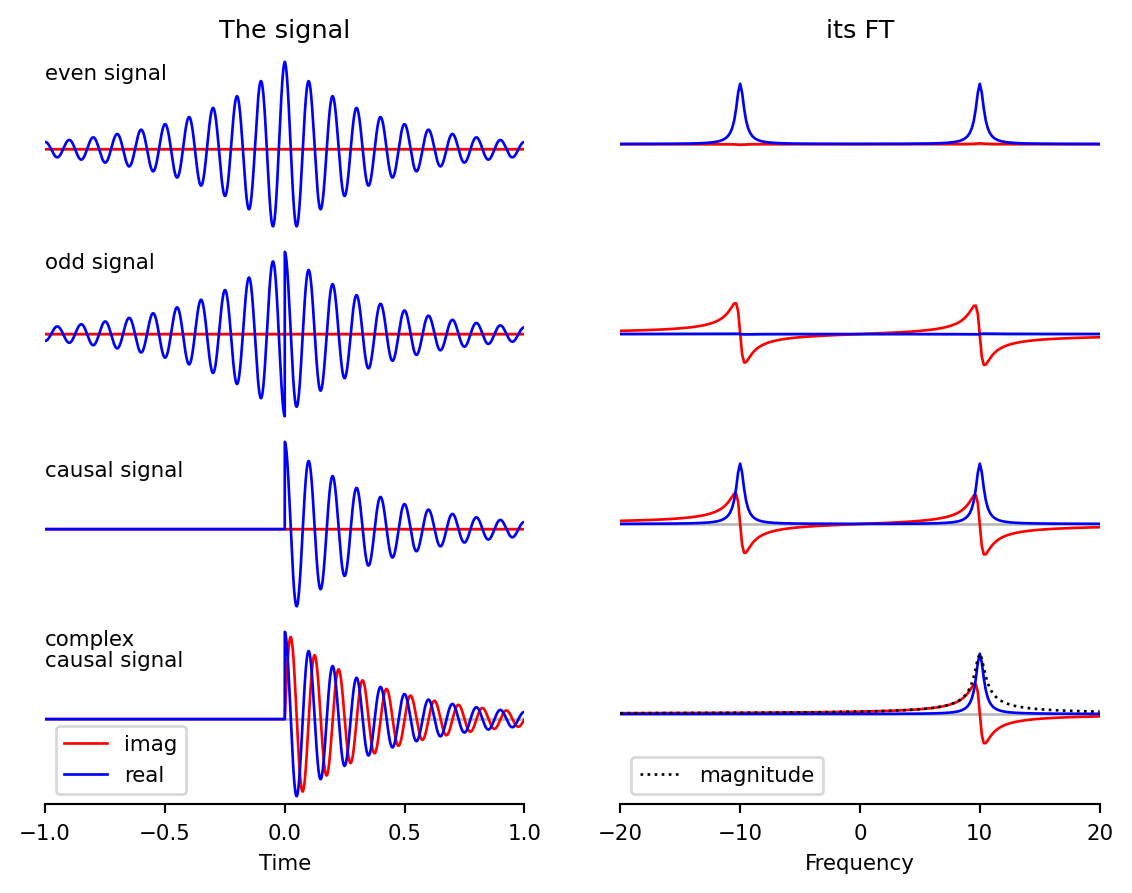 The signal
its FT
even signal
odd signal
causal signal
complex
causal signal
imag
real
magnitude
−1.0 −0.5 0.0 0.5 1.0
−20 −10 0 10 20
Time
Frequency